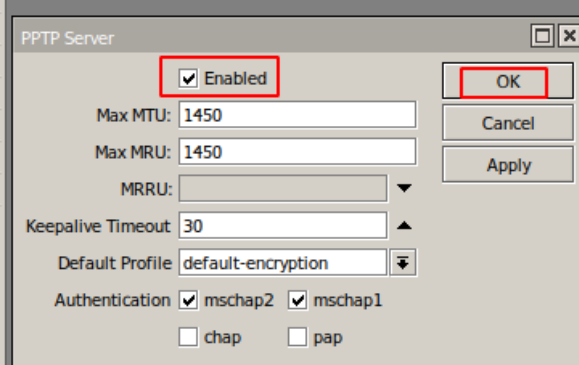 PPTP Server
Enabled
OK
Max MTU: 1450
Cancel
Max MRU: 1450
Apply
MRRU:
Keepalive Timeout 30
Default Profile default-encryption
Authentication mschap2 mschap1
chap pap